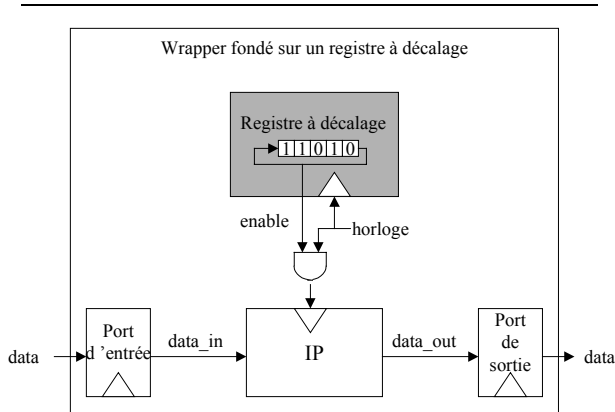 Wrapper fondé sur un registre à décalage
Registre à décalage
1 1 0 1 0
enable
horloge
Port
d 'entrée
data_in
IP
data_out
Port
de
sortie
data
data